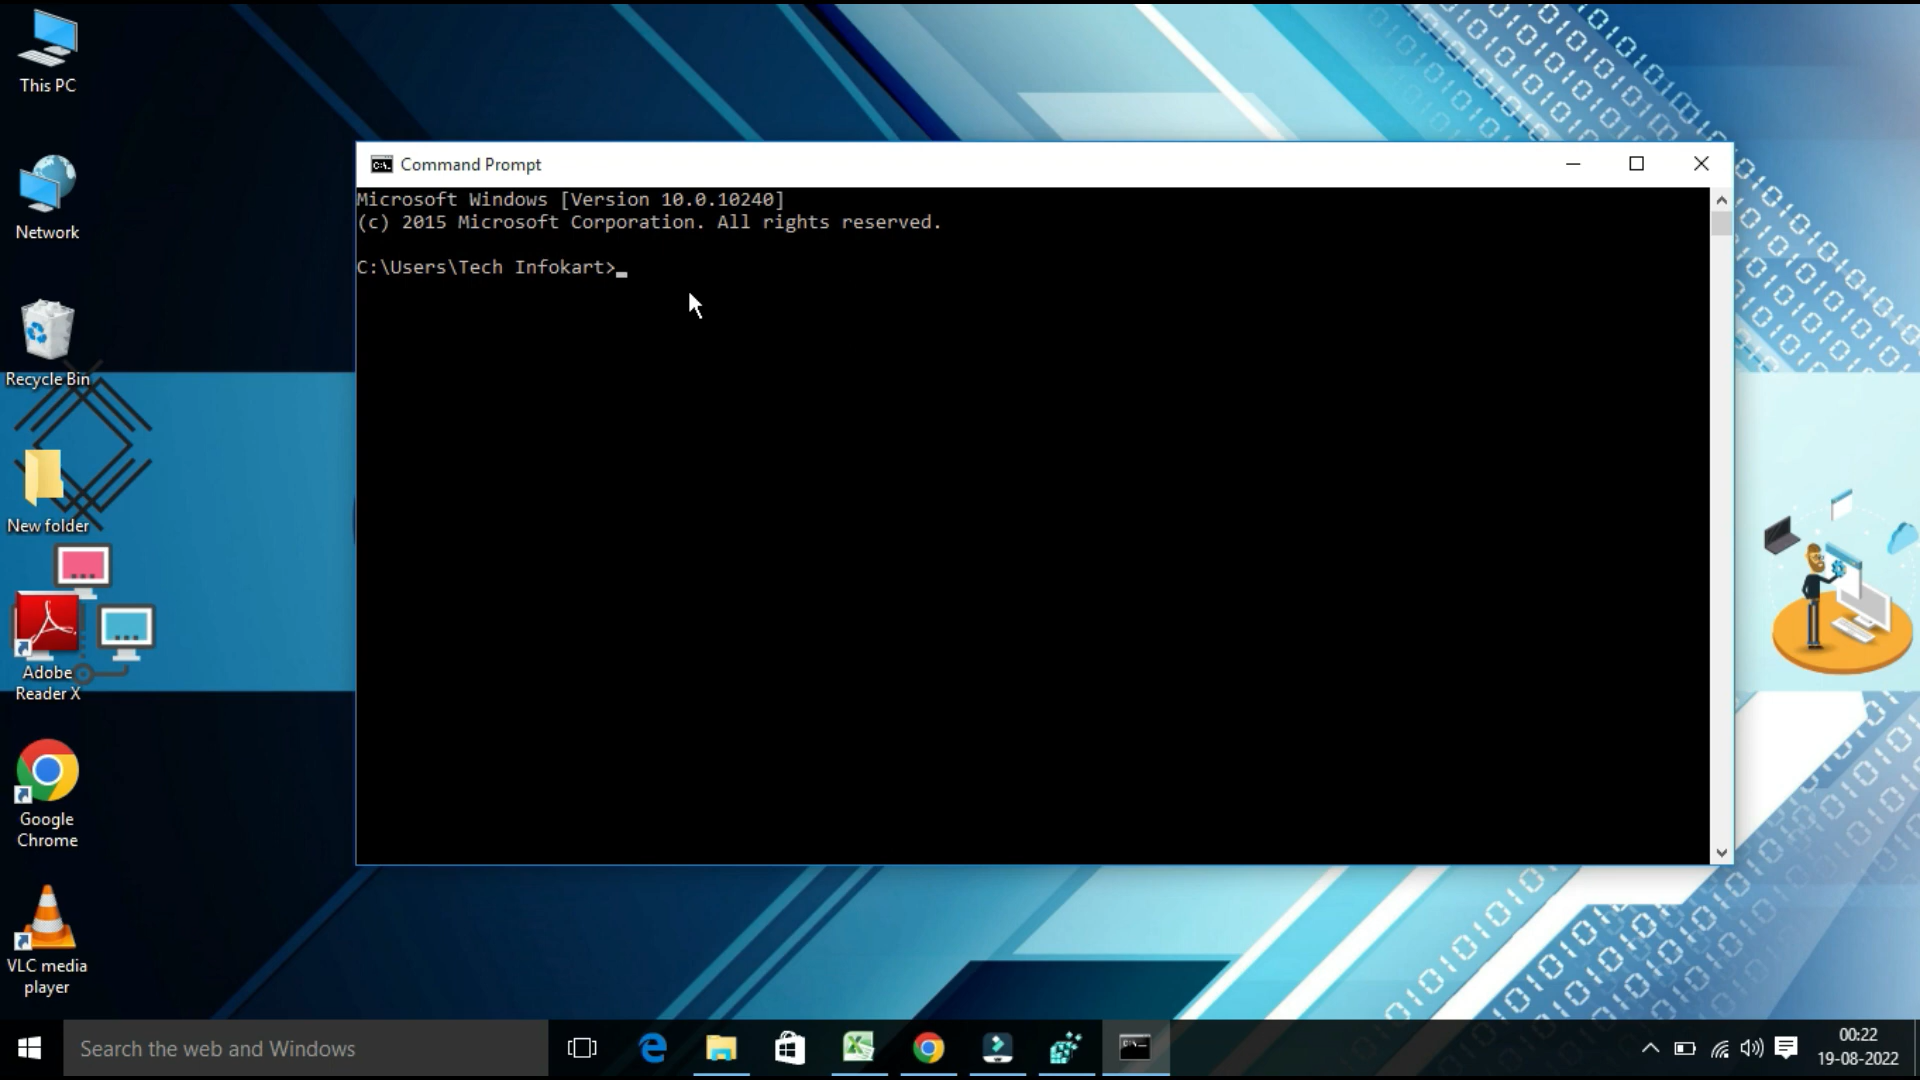 This PC
Network
Recycle Bin
New folder
Adobe
Reader X
Google
Chrome
VLC media
player
Command Prompt
Microsoft Windows [Version 10.0.10240]
(c) 2015 Microsoft Corporation. All rights reserved.
C:\Users\Tech Infokart>_
Search the web and Windows
00:22
19-08-2022